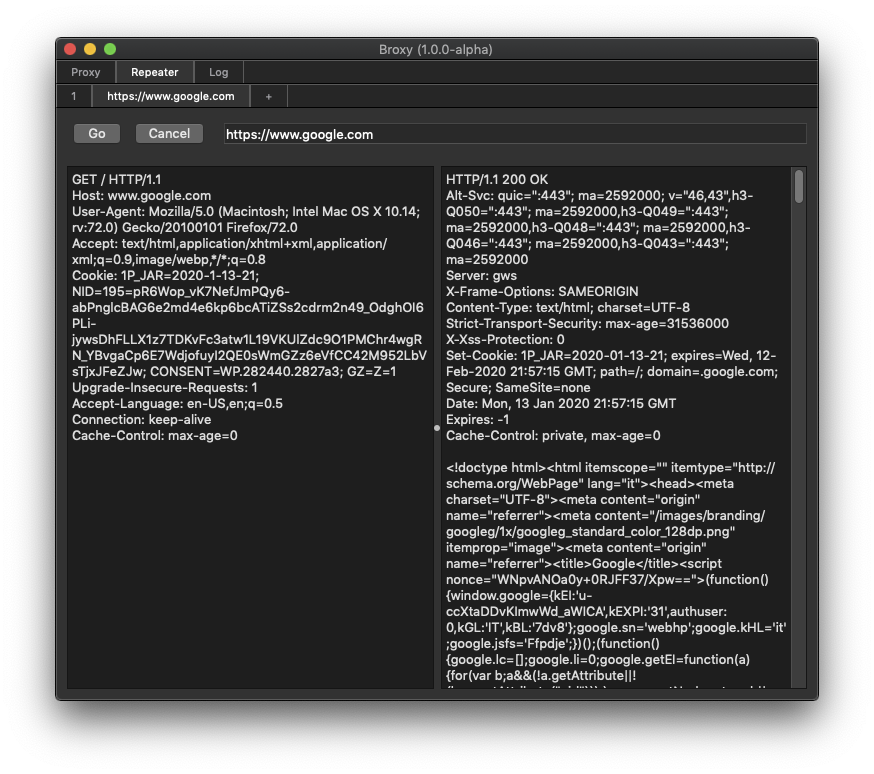 Broxy (1.0.0-alpha)
Proxy Repeater Log
1 https://www.google.com +
Go Cancel https://www.google.com
GET / HTTP/1.1
Host: www.google.com
User-Agent: Mozilla/5.0 (Macintosh; Intel Mac OS X 10.14;
rv:72.0) Gecko/20100101 Firefox/72.0
Accept: text/html,application/xhtml+xml,application/
xml;q=0.9,image/webp,*/*;q=0.8
Cookie: 1P_JAR=2020-1-13-21;
NID=195=pR6Wop_vK7NefJmPQy6-
abPnglcBAG6e2md4e6kp6bcATiZSs2cdrm2n49_OdghOl6
PLi-
jywsDhFLLX1z7TDKvFc3atw1L19VKUlZdc9O1PMChr4wgR
N_YBvgaCp6E7Wdjofuyl2QE0sWmGZz6eVfCC42M952LbV
sTjxJFeZJw; CONSENT=WP.282440.2827a3; GZ=Z=1
Upgrade-Insecure-Requests: 1
Accept-Language: en-US,en;q=0.5
Connection: keep-alive
Cache-Control: max-age=0
HTTP/1.1 200 OK
Alt-Svc: quic=":443"; ma=2592000; v="46,43",h3-
Q050=":443"; ma=2592000,h3-Q049=":443";
ma=2592000,h3-Q048=":443"; ma=2592000,h3-
Q046=":443"; ma=2592000,h3-Q043=":443";
ma=2592000
Server: gws
X-Frame-Options: SAMEORIGIN
Content-Type: text/html; charset=UTF-8
Strict-Transport-Security: max-age=31536000
X-Xss-Protection: 0
Set-Cookie: 1P_JAR=2020-01-13-21; expires=Wed, 12-
Feb-2020 21:57:15 GMT; path=/; domain=.google.com;
Secure; SameSite=none
Date: Mon, 13 Jan 2020 21:57:15 GMT
Expires: -1
Cache-Control: private, max-age=0
<!doctype html><html itemscope="" itemtype="http://
schema.org/WebPage" lang="it"><head><meta
charset="UTF-8"><meta content="origin"
name="referrer"><meta content="/images/branding/
googleg/1x/googleg_standard_color_128dp.png"
itemprop="image"><meta content="origin"
name="referrer"><title>Google</title><script
nonce="WNpvANOa0y+0RJFF37/Xpw==">(function()
{window.google={kEI:'u-
ccXtaDDvKlmwWd_aWICA',kEXPI:'31',authuser:
0,kGL:'IT',kBL:'7dv8'};google.sn='webhp';google.kHL='it'
;google.jsfs='Ffpdje';})();(function()
{google.lc=[];google.li=0;google.getEI=function(a)
{for(var b;a&&(!a.getAttribute||!